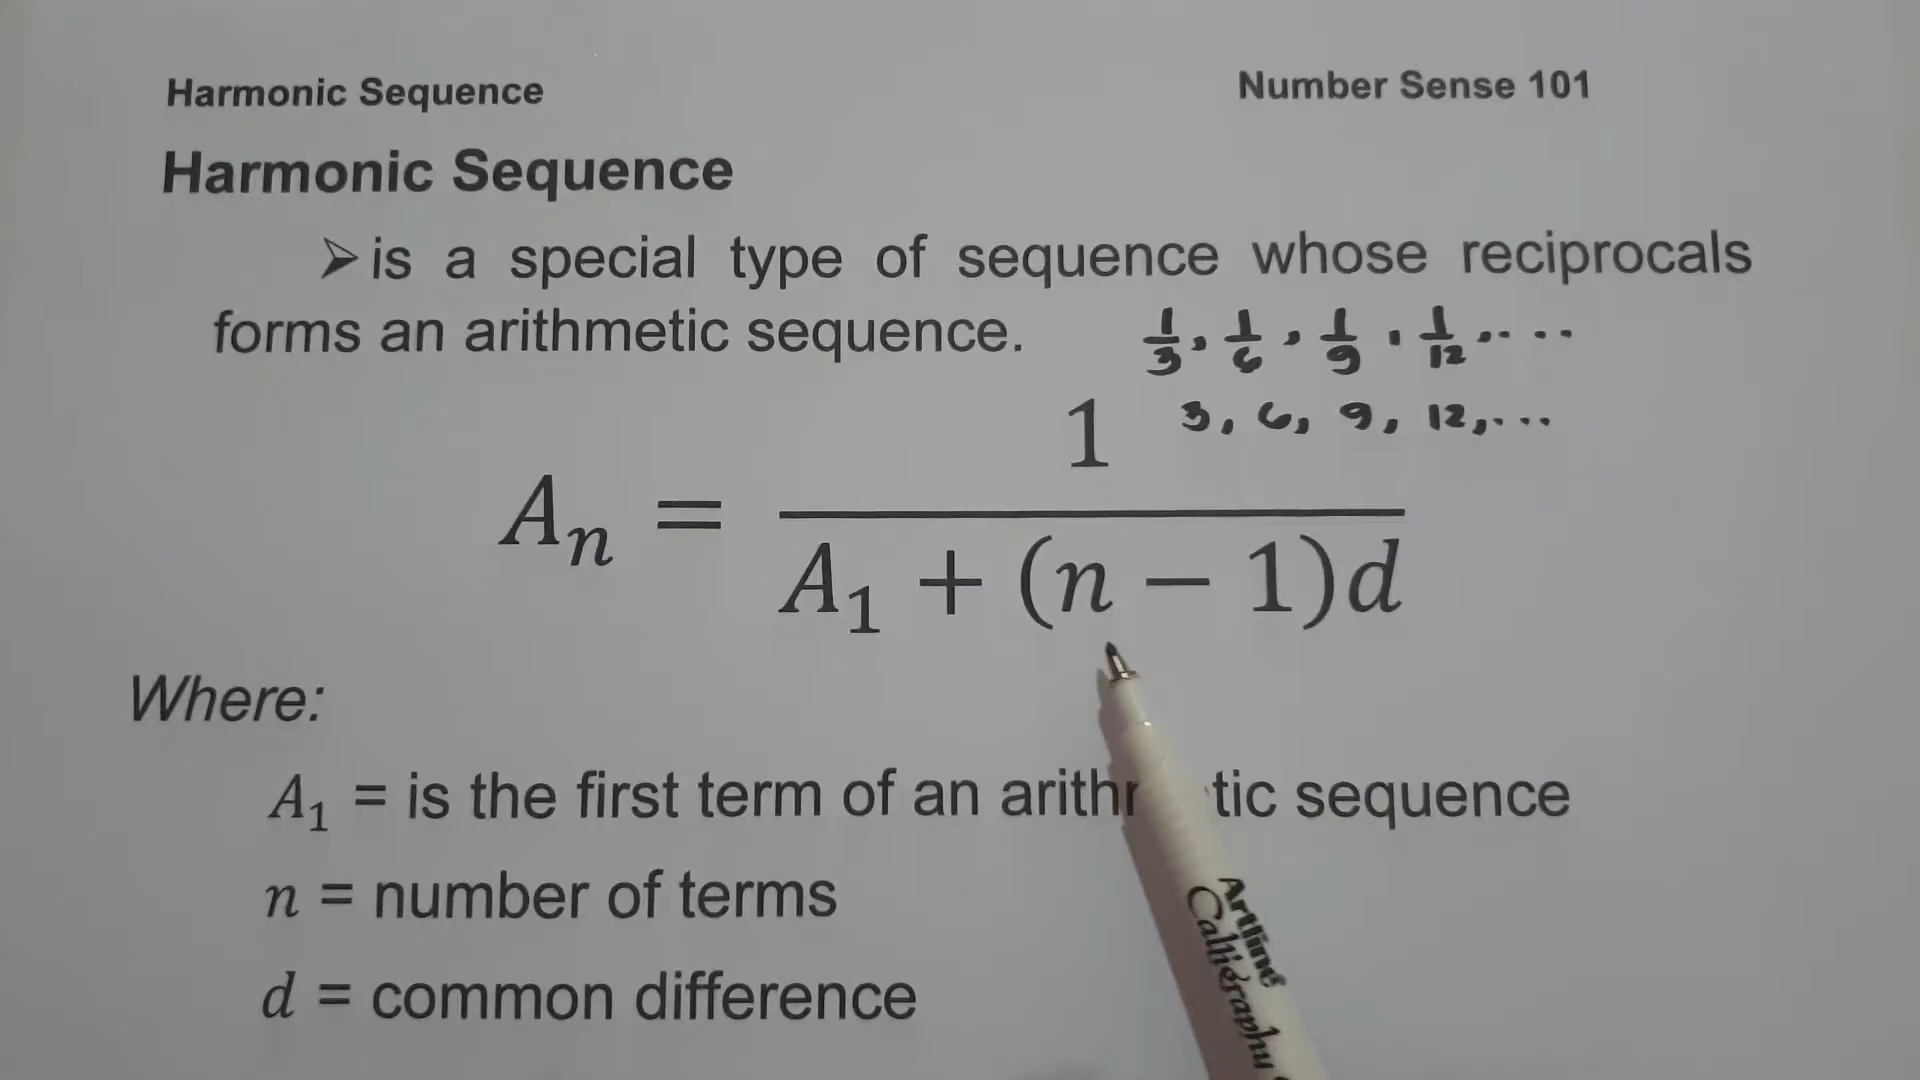 Harmonic Sequence Number Sense 101
Harmonic Sequence
➢ is a special type of sequence whose reciprocals
forms an arithmetic sequence.
1/3, 1/6, 1/9, 1/12, ....
3, 6, 9, 12, ...
Aₙ = 1 / (A₁ + (n − 1)d)
Where:
A₁ = is the first term of an arithm tic sequence
n = number of terms
d = common difference
Artline
Calligraphy